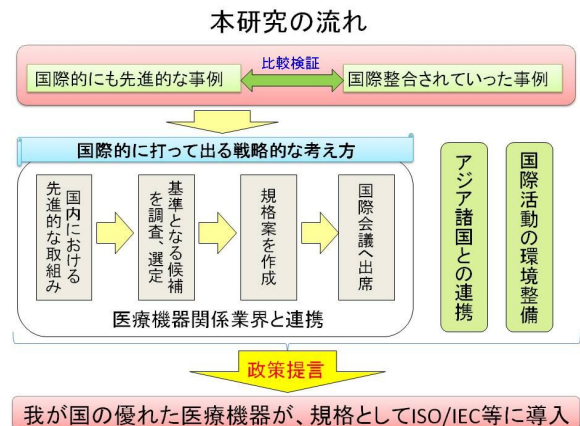 本研究の流れ
国際的にも先進的な事例
比較検証
国際整合されていった事例
国際的に打って出る戦略的な考え方
国内における
先進的な取組み
基準となる候補
を調査、選定
規格案を作成
国際会議へ出席
医療機器関係業界と連携
アジア諸国との連携
国際活動の環境整備
政策提言
我が国の優れた医療機器が、規格としてISO/IEC等に導入